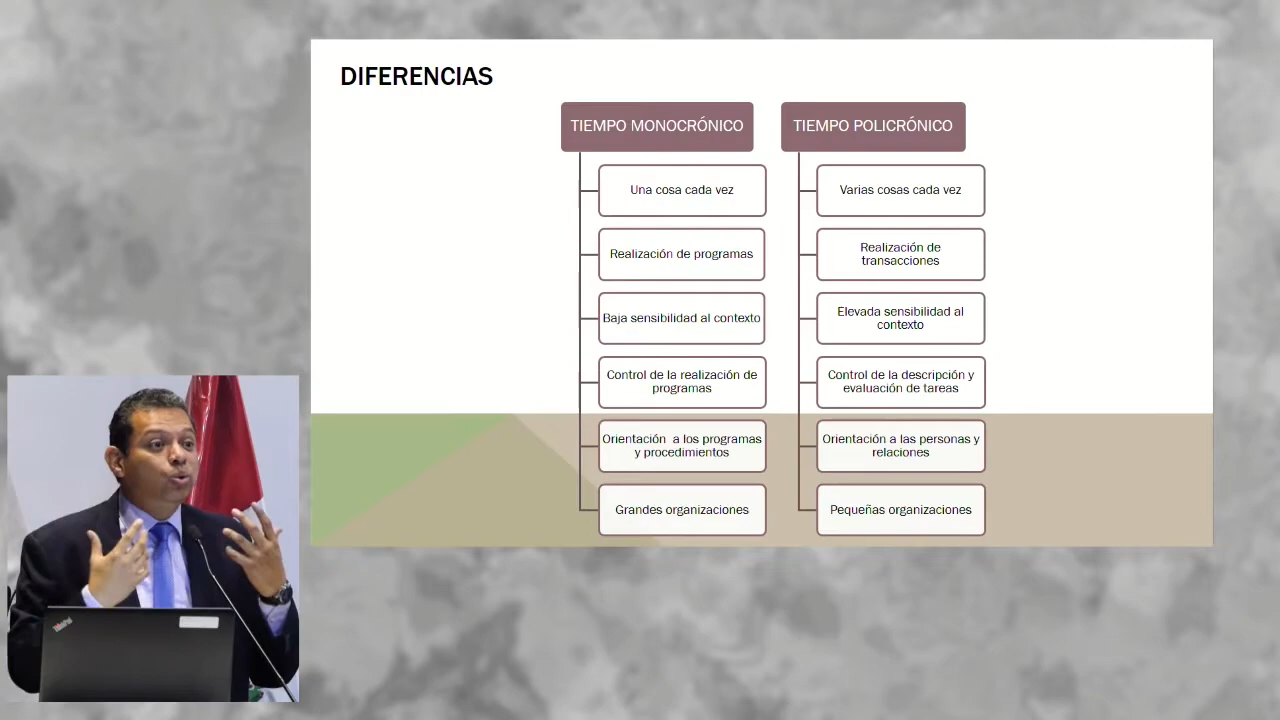 DIFERENCIAS
TIEMPO MONOCRÓNICO
Una cosa cada vez
Realización de programas
Baja sensibilidad al contexto
Control de la realización de
programas
Orientación a los programas
y procedimientos
Grandes organizaciones
TIEMPO POLICRÓNICO
Varias cosas cada vez
Realización de
transacciones
Elevada sensibilidad al
contexto
Control de la descripción y
evaluación de tareas
Orientación a las personas y
relaciones
Pequeñas organizaciones